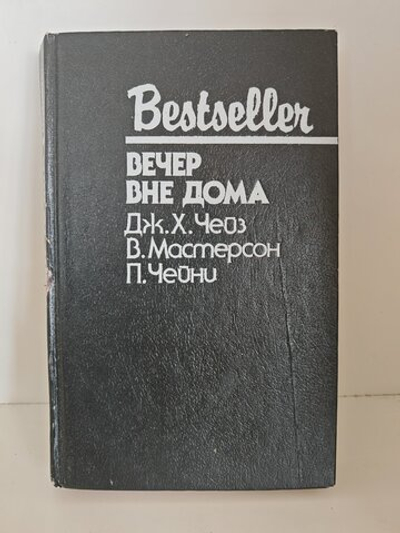 Bestseller
ВЕЧЕР
ВНЕ ДОМА
Дж. Х. Чейз
В. Мастерсон
П. Чейни